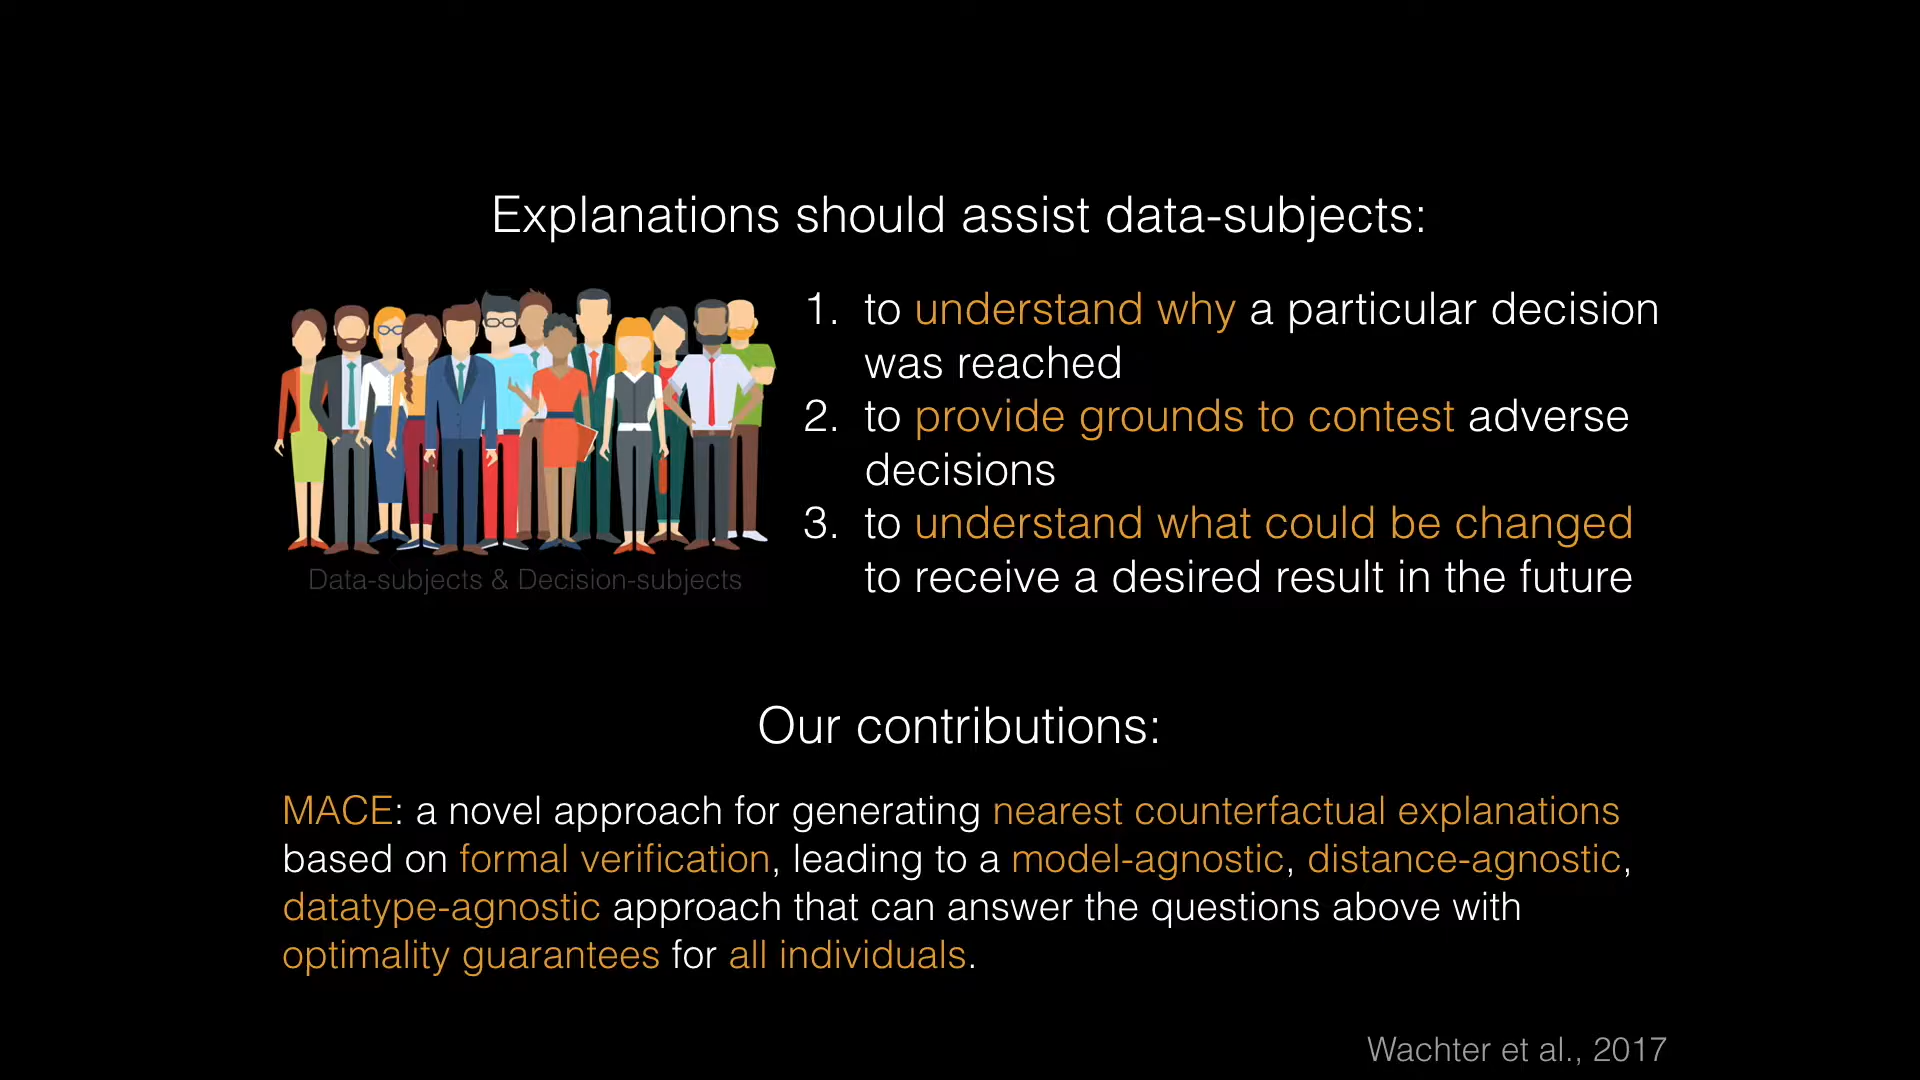 Explanations should assist data-subjects:
1. to understand why a particular decision
was reached
2. to provide grounds to contest adverse
decisions
3. to understand what could be changed
to receive a desired result in the future
Data-subjects & Decision-subjects
Our contributions:
MACE: a novel approach for generating nearest counterfactual explanations
based on formal verification, leading to a model-agnostic, distance-agnostic,
datatype-agnostic approach that can answer the questions above with
optimality guarantees for all individuals.
Wachter et al., 2017